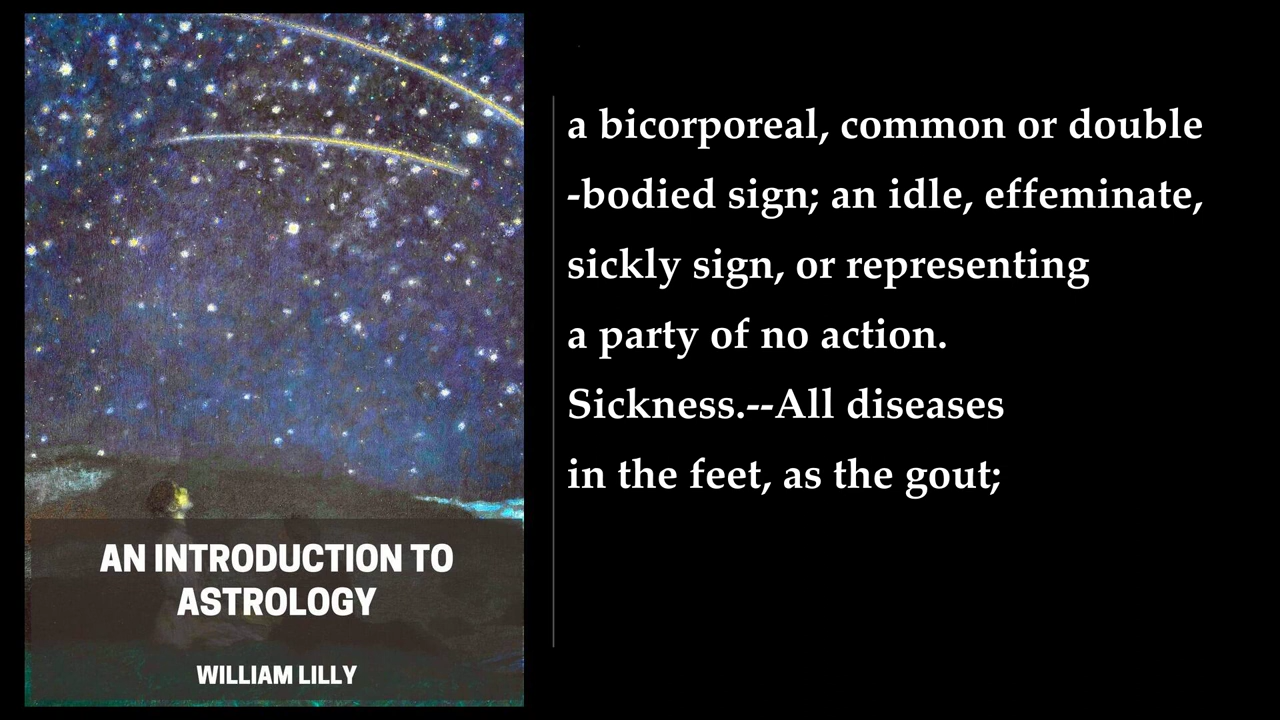 AN INTRODUCTION TO
ASTROLOGY
WILLIAM LILLY
a bicorporeal, common or double
-bodied sign; an idle, effeminate,
sickly sign, or representing
a party of no action.
Sickness.--All diseases
in the feet, as the gout;